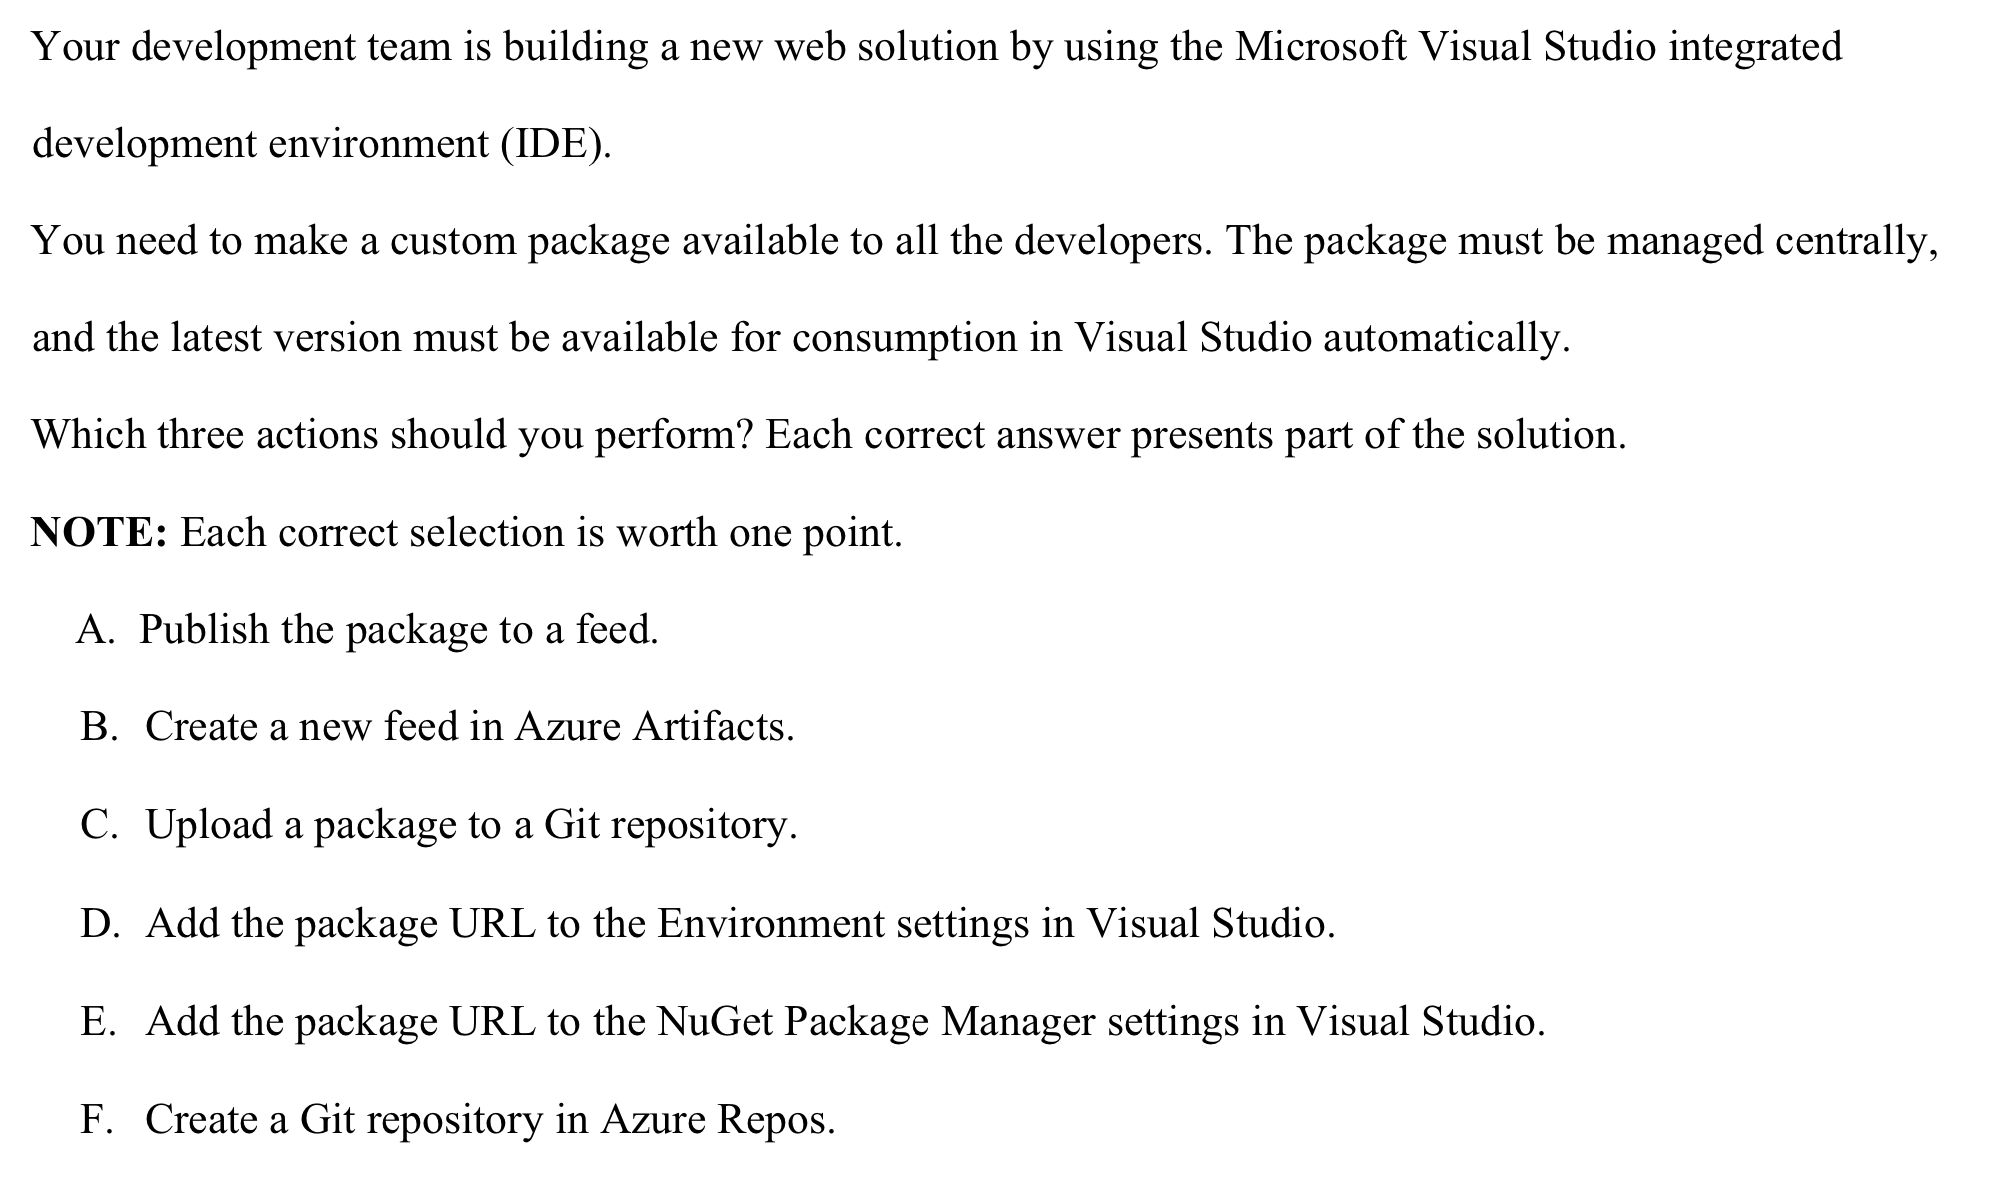 Your development team is building a new web solution by using the Microsoft Visual Studio integrated
development environment (IDE).
You need to make a custom package available to all the developers. The package must be managed centrally,
and the latest version must be available for consumption in Visual Studio automatically.
Which three actions should you perform? Each correct answer presents part of the solution.
NOTE: Each correct selection is worth one point.
A. Publish the package to a feed.
B. Create a new feed in Azure Artifacts.
C. Upload a package to a Git repository.
D. Add the package URL to the Environment settings in Visual Studio.
E. Add the package URL to the NuGet Package Manager settings in Visual Studio.
F. Create a Git repository in Azure Repos.